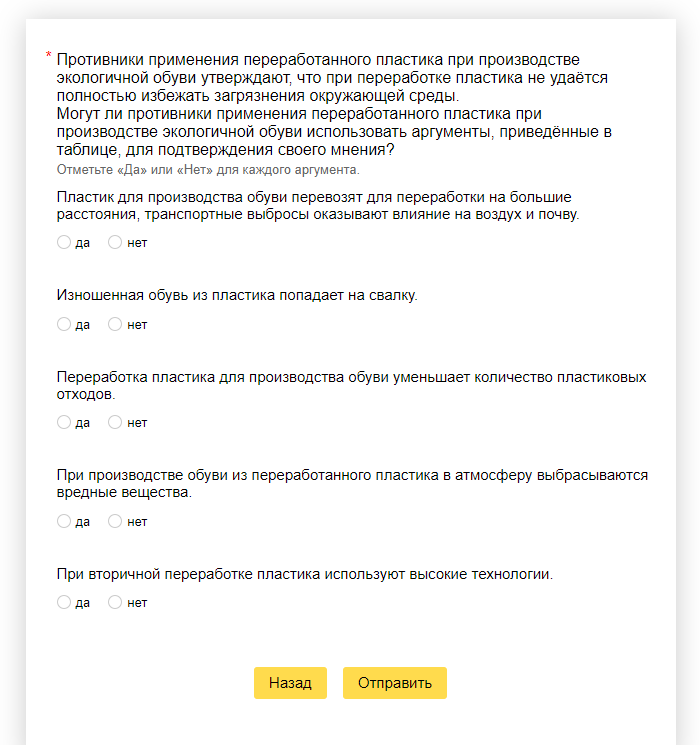 * Противники применения переработанного пластика при производстве
экологичной обуви утверждают, что при переработке пластика не удаётся
полностью избежать загрязнения окружающей среды.
Могут ли противники применения переработанного пластика при
производстве экологичной обуви использовать аргументы, приведённые в
таблице, для подтверждения своего мнения?
Отметьте «Да» или «Нет» для каждого аргумента.
Пластик для производства обуви перевозят для переработки на большие
расстояния, транспортные выбросы оказывают влияние на воздух и почву.
да нет
Изношенная обувь из пластика попадает на свалку.
да нет
Переработка пластика для производства обуви уменьшает количество пластиковых
отходов.
да нет
При производстве обуви из переработанного пластика в атмосферу выбрасываются
вредные вещества.
да нет
При вторичной переработке пластика используют высокие технологии.
да нет
Назад Отправить